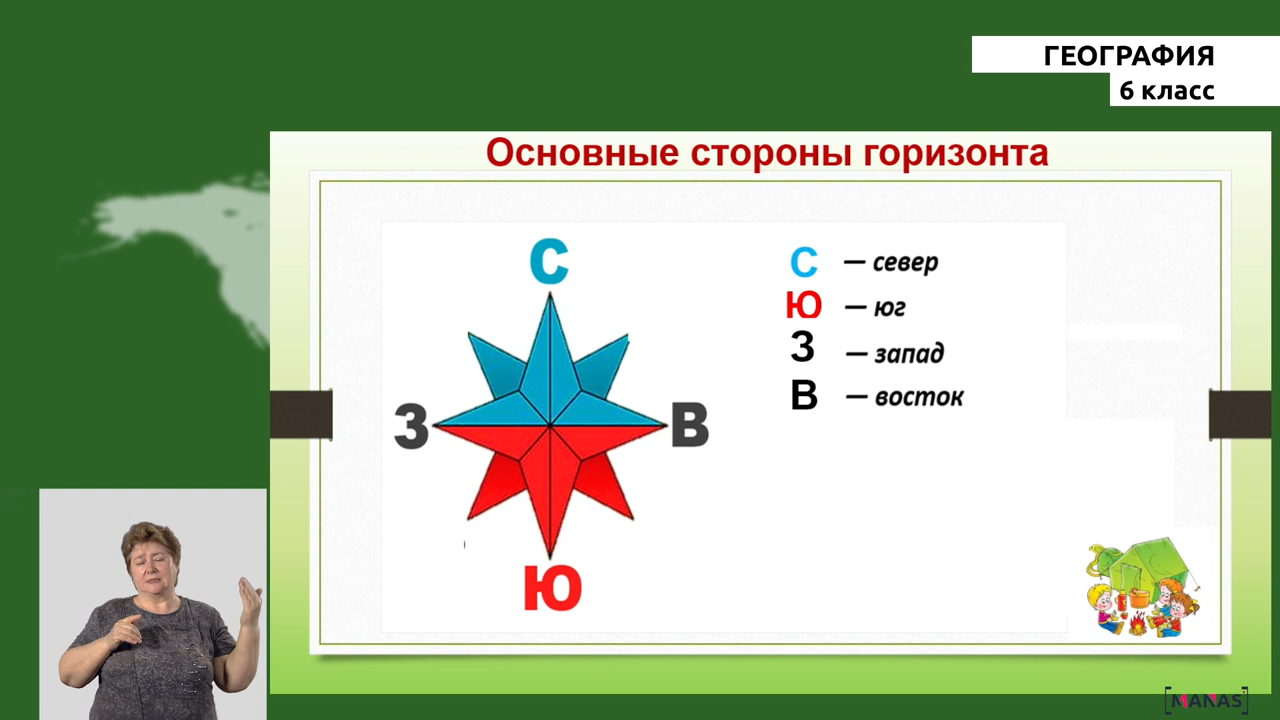 ГЕОГРАФИЯ
6 класс
Основные стороны горизонта
С
З
В
Ю
С — север
Ю — юг
З — запад
В — восток
[MANAS]